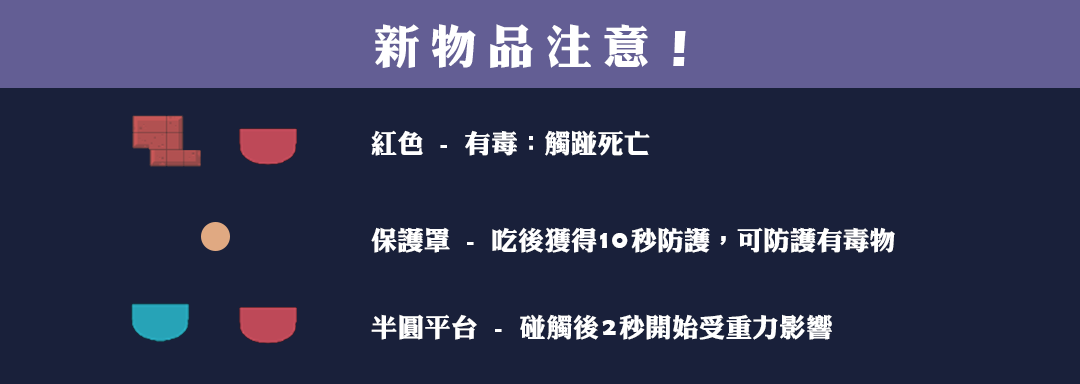 新物品注意！
紅色 - 有毒：觸踫死亡
保護罩 - 吃後獲得10秒防護，可防護有毒物
半圓平台 - 碰觸後2秒開始受重力影響